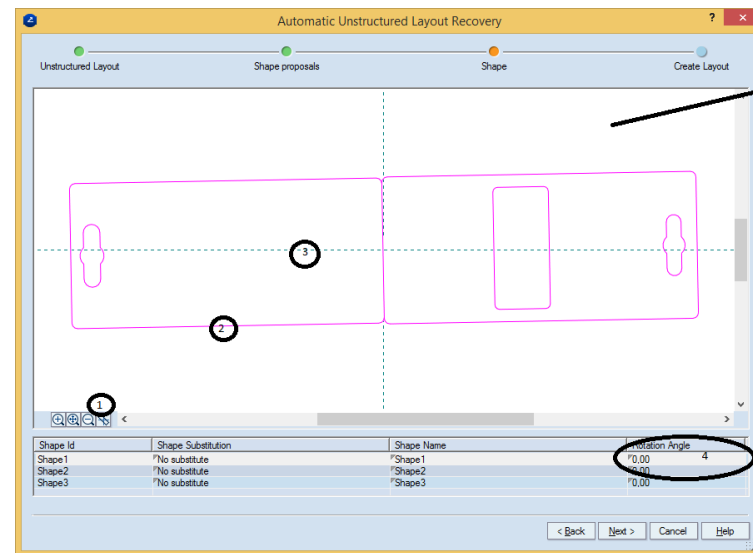 Automatic Unstructured Layout Recovery
Unstructured Layout Shape proposals Shape Create Layout
3
2
1
Shape Id Shape Substitution Shape Name Rotation Angle
Shape1 No substitute Shape1 0,00 4
Shape2 No substitute Shape2 0,00
Shape3 No substitute Shape3 0,00
< Back Next > Cancel Help